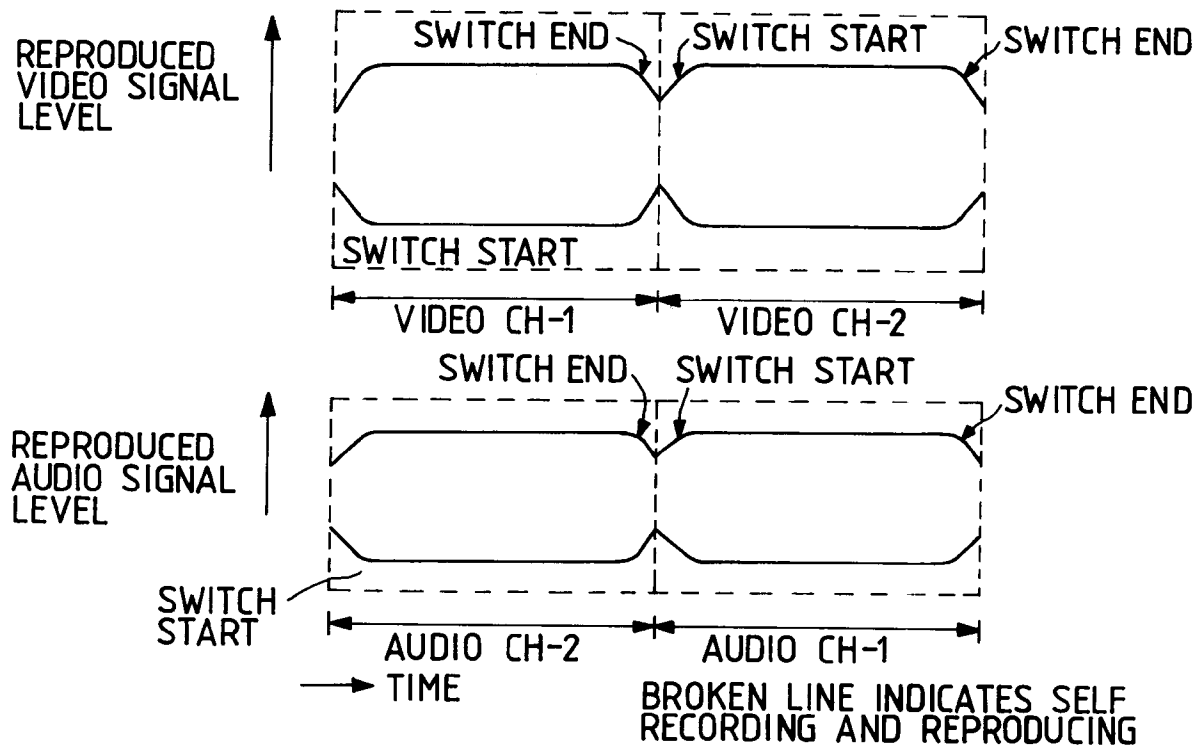 REPRODUCED
VIDEO SIGNAL
LEVEL
SWITCH END
SWITCH START
SWITCH END
SWITCH START
VIDEO CH-1
VIDEO CH-2
SWITCH END
SWITCH START
SWITCH END
REPRODUCED
AUDIO SIGNAL
LEVEL
SWITCH
START
AUDIO CH-2
AUDIO CH-1
TIME
BROKEN LINE INDICATES SELF
RECORDING AND REPRODUCING